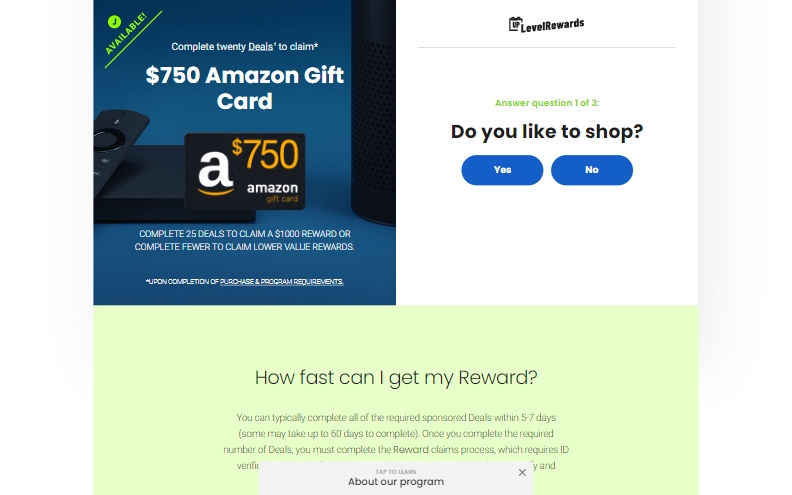 AVAILABLE!
Complete twenty Deals¹ to claim*
$750 Amazon Gift
Card
a $750
amazon
gift card
COMPLETE 25 DEALS TO CLAIM A $1000 REWARD OR
COMPLETE FEWER TO CLAIM LOWER VALUE REWARDS.
*UPON COMPLETION OF PURCHASE & PROGRAM REQUIREMENTS.
UP LevelRewards
Answer question 1 of 3:
Do you like to shop?
Yes No
How fast can I get my Reward?
You can typically complete all of the required sponsored Deals within 5-7 days
(some may take up to 60 days to complete). Once you complete the required
number of Deals, you must complete the Reward claims process, which requires ID
TAP TO LEARN
About our program